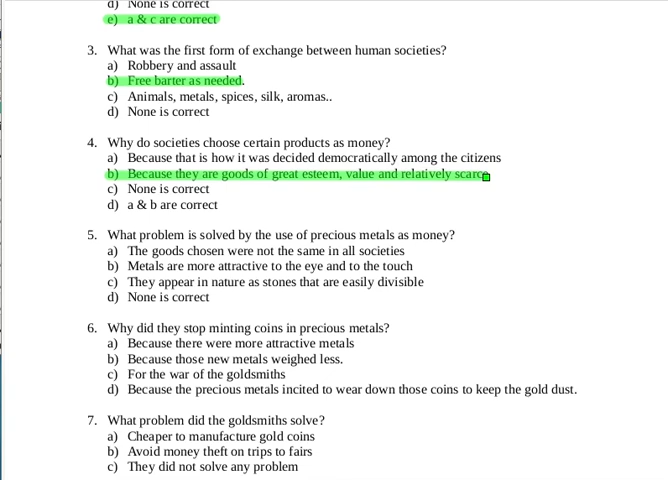 d) None is correct
e) a & c are correct
3. What was the first form of exchange between human societies?
a) Robbery and assault
b) Free barter as needed.
c) Animals, metals, spices, silk, aromas..
d) None is correct
4. Why do societies choose certain products as money?
a) Because that is how it was decided democratically among the citizens
b) Because they are goods of great esteem, value and relatively scarce
c) None is correct
d) a & b are correct
5. What problem is solved by the use of precious metals as money?
a) The goods chosen were not the same in all societies
b) Metals are more attractive to the eye and to the touch
c) They appear in nature as stones that are easily divisible
d) None is correct
6. Why did they stop minting coins in precious metals?
a) Because there were more attractive metals
b) Because those new metals weighed less.
c) For the war of the goldsmiths
d) Because the precious metals incited to wear down those coins to keep the gold dust.
7. What problem did the goldsmiths solve?
a) Cheaper to manufacture gold coins
b) Avoid money theft on trips to fairs
c) They did not solve any problem